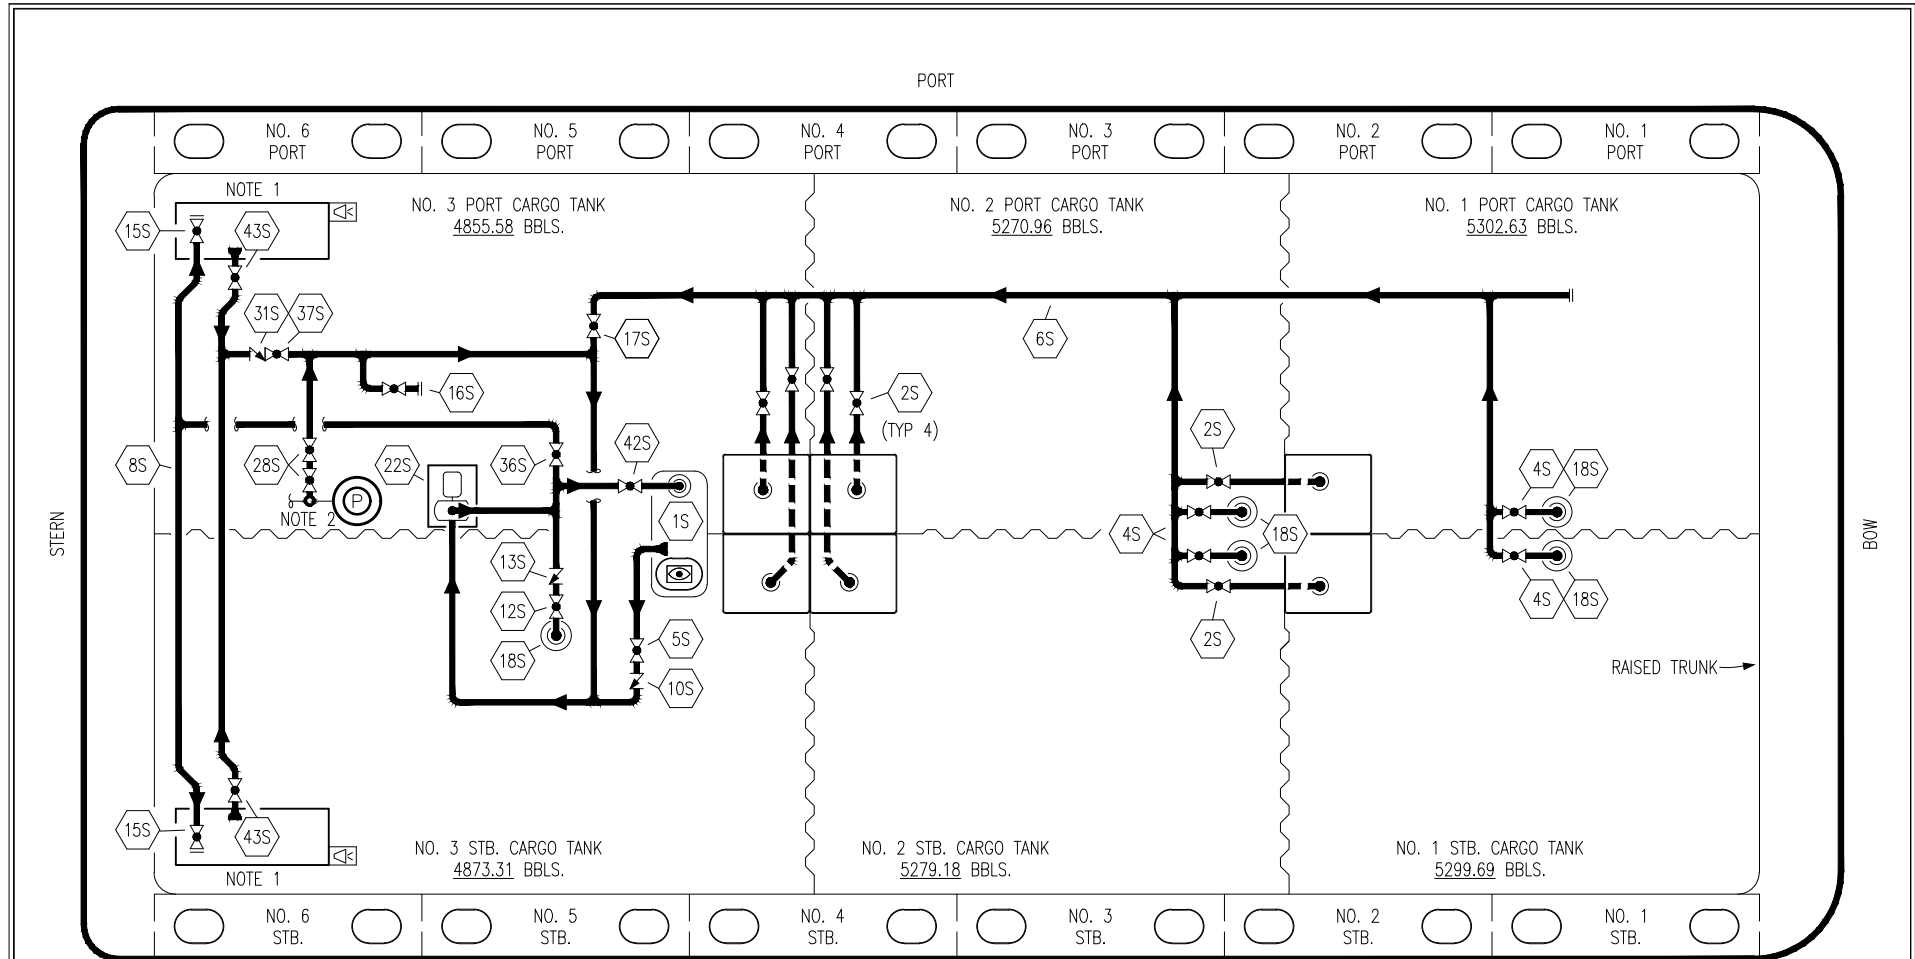 PORT
NO. 6
PORT
NO. 5
PORT
NO. 4
PORT
NO. 3
PORT
NO. 2
PORT
NO. 1
PORT
NOTE 1
NO. 3 PORT CARGO TANK
4855.58 BBLS.
NO. 2 PORT CARGO TANK
5270.96 BBLS.
NO. 1 PORT CARGO TANK
5302.63 BBLS.
15S
43S
31S
37S
17S
6S
16S
2S
(TYP 4)
2S
8S
28S
22S
36S
42S
4S
18S
P
NOTE 2
1S
STERN
4S
18S
BOW
13S
12S
18S
5S
10S
2S
4S
18S
RAISED TRUNK
15S
43S
NOTE 1
NO. 3 STB. CARGO TANK
4873.31 BBLS.
NO. 2 STB. CARGO TANK
5279.18 BBLS.
NO. 1 STB. CARGO TANK
5299.69 BBLS.
NO. 6
STB.
NO. 5
STB.
NO. 4
STB.
NO. 3
STB.
NO. 2
STB.
NO. 1
STB.